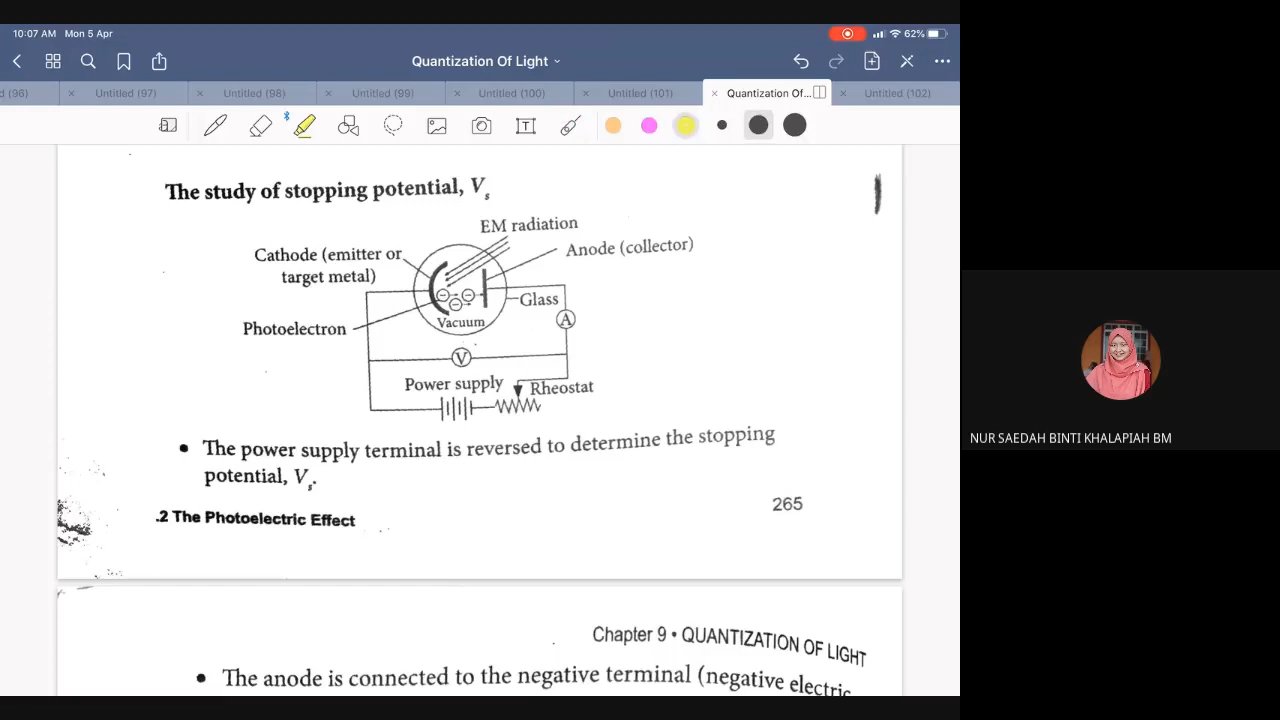 10:07 AM Mon 5 Apr
62%
Quantization Of Light
(96)
Untitled (97)
Untitled (98)
Untitled (99)
Untitled (100)
Untitled (101)
Quantization Of...
Untitled (102)
T
The study of stopping potential, Vs
EM radiation
Cathode (emitter or
target metal)
Anode (collector)
Glass
Photoelectron
Vacuum
A
V
Power supply
Rheostat
• The power supply terminal is reversed to determine the stopping
potential, Vs.
265
.2 The Photoelectric Effect
Chapter 9 • QUANTIZATION OF LIGHT
• The anode is connected to the negative terminal (negative electric
NUR SAEDAH BINTI KHALAPIAH BM